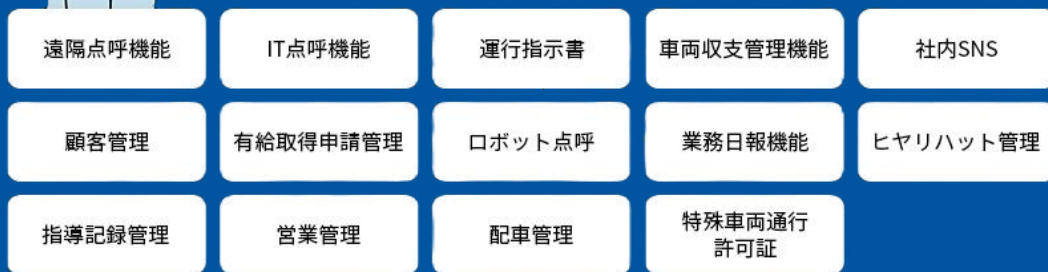 遠隔点呼機能
IT点呼機能
運行指示書
車両収支管理機能
社内SNS
顧客管理
有給取得申請管理
ロボット点呼
業務日報機能
ヒヤリハット管理
指導記録管理
営業管理
配車管理
特殊車両通行
許可証